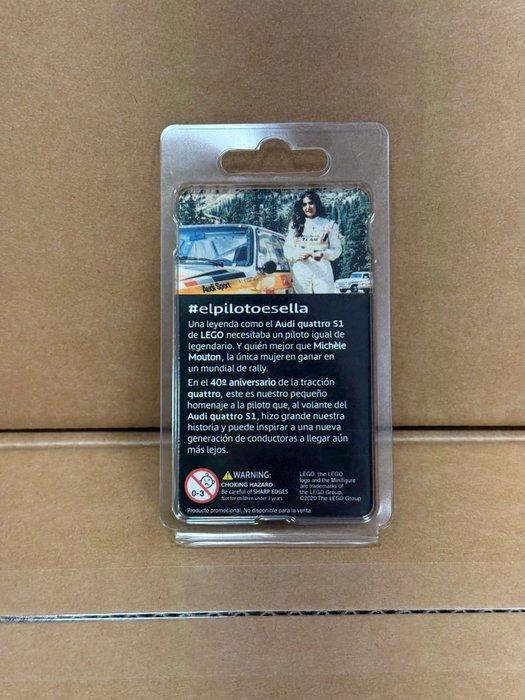 Audi Sport
#elpilotoesella
Una leyenda como el Audi quattro S1
de LEGO necesitaba un piloto igual de
legendario. Y quién mejor que Michèle
Mouton, la única mujer en ganar en
un mundial de rally.
En el 40º aniversario de la tracción
quattro, este es nuestro pequeño
homenaje a la piloto que, al volante del
Audi quattro S1, hizo grande nuestra
historia y puede inspirar a una nueva
generación de conductoras a llegar aún
más lejos.
0-3
WARNING:
CHOKING HAZARD
Be careful of SHARP EDGES
Not for children under 3 years.
LEGO, the LEGO
logo and the Minifigure
are trademarks of
the LEGO Group.
©2020 The LEGO Group
Producto promocional. No disponible para la venta.